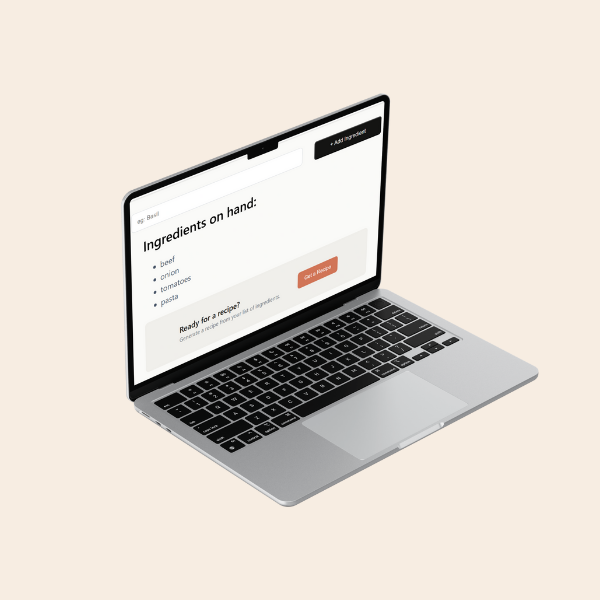 + Add ingredient
eg. Basil
Ingredients on hand:
• beef
• onion
• tomatoes
• pasta
Ready for a recipe?
Generate a recipe from your list of ingredients.
Get a Recipe